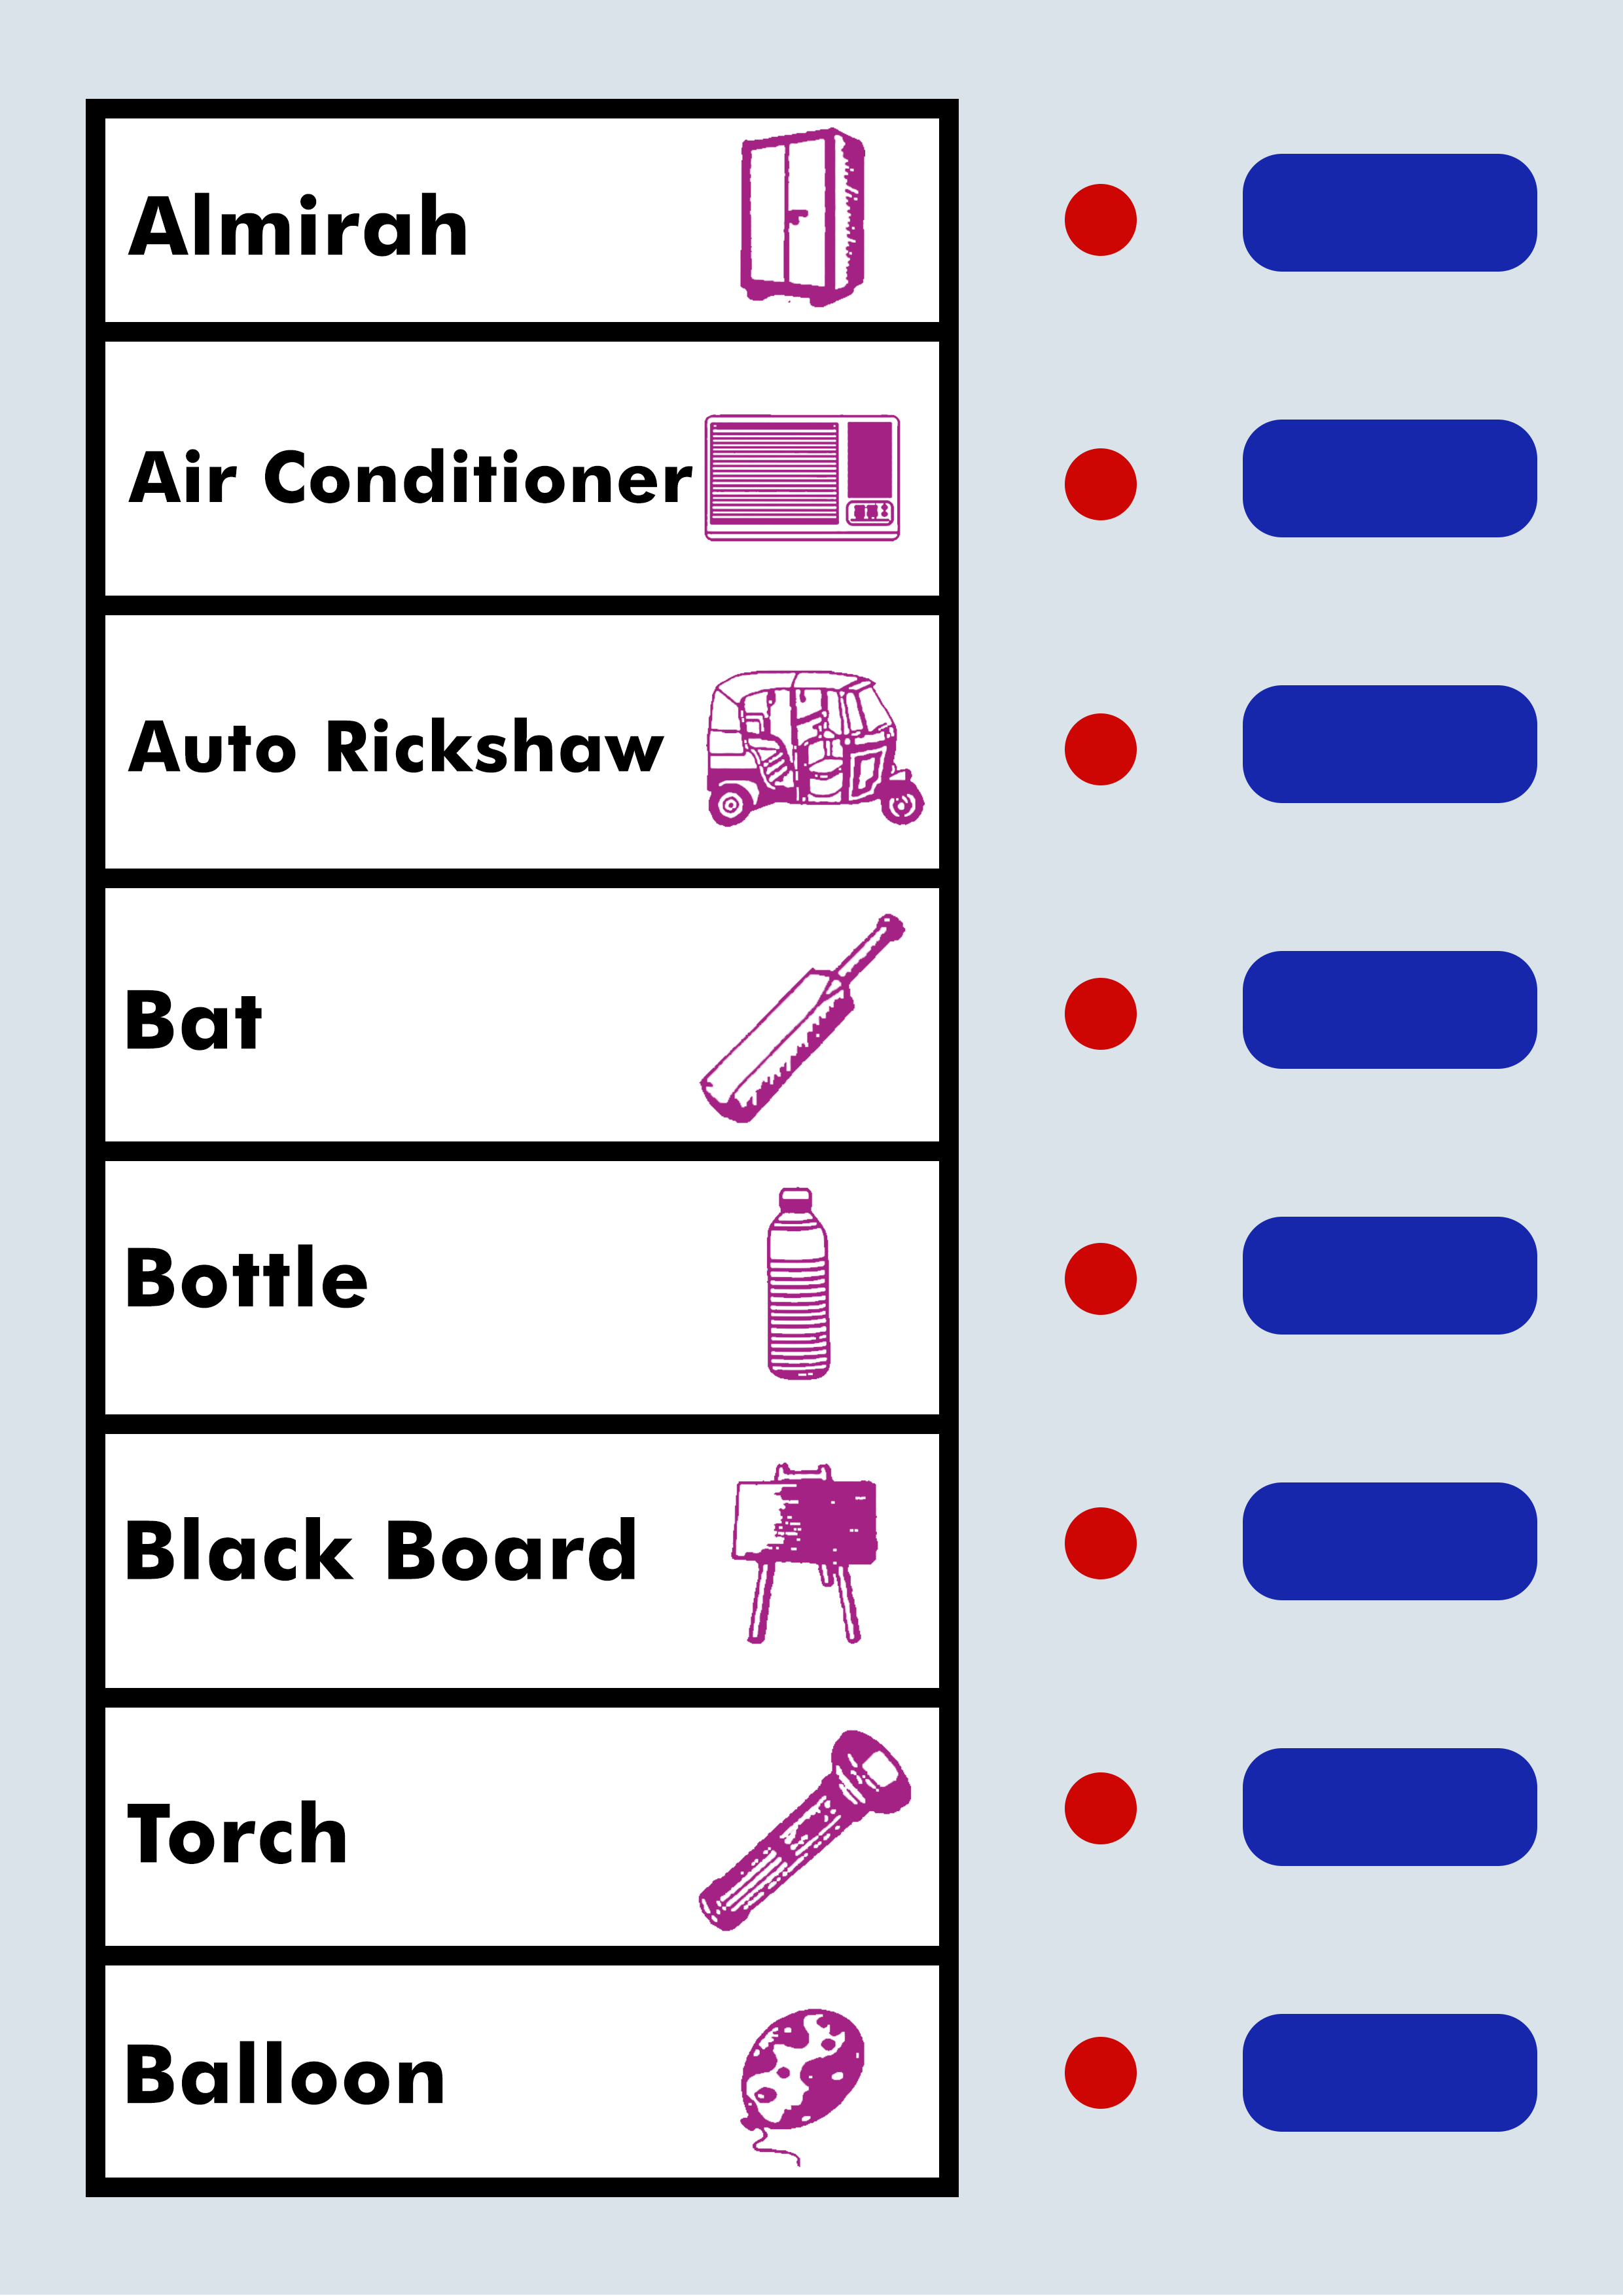 Almirah
Air Conditioner
Auto Rickshaw
Bat
Bottle
Black Board
Torch
Balloon